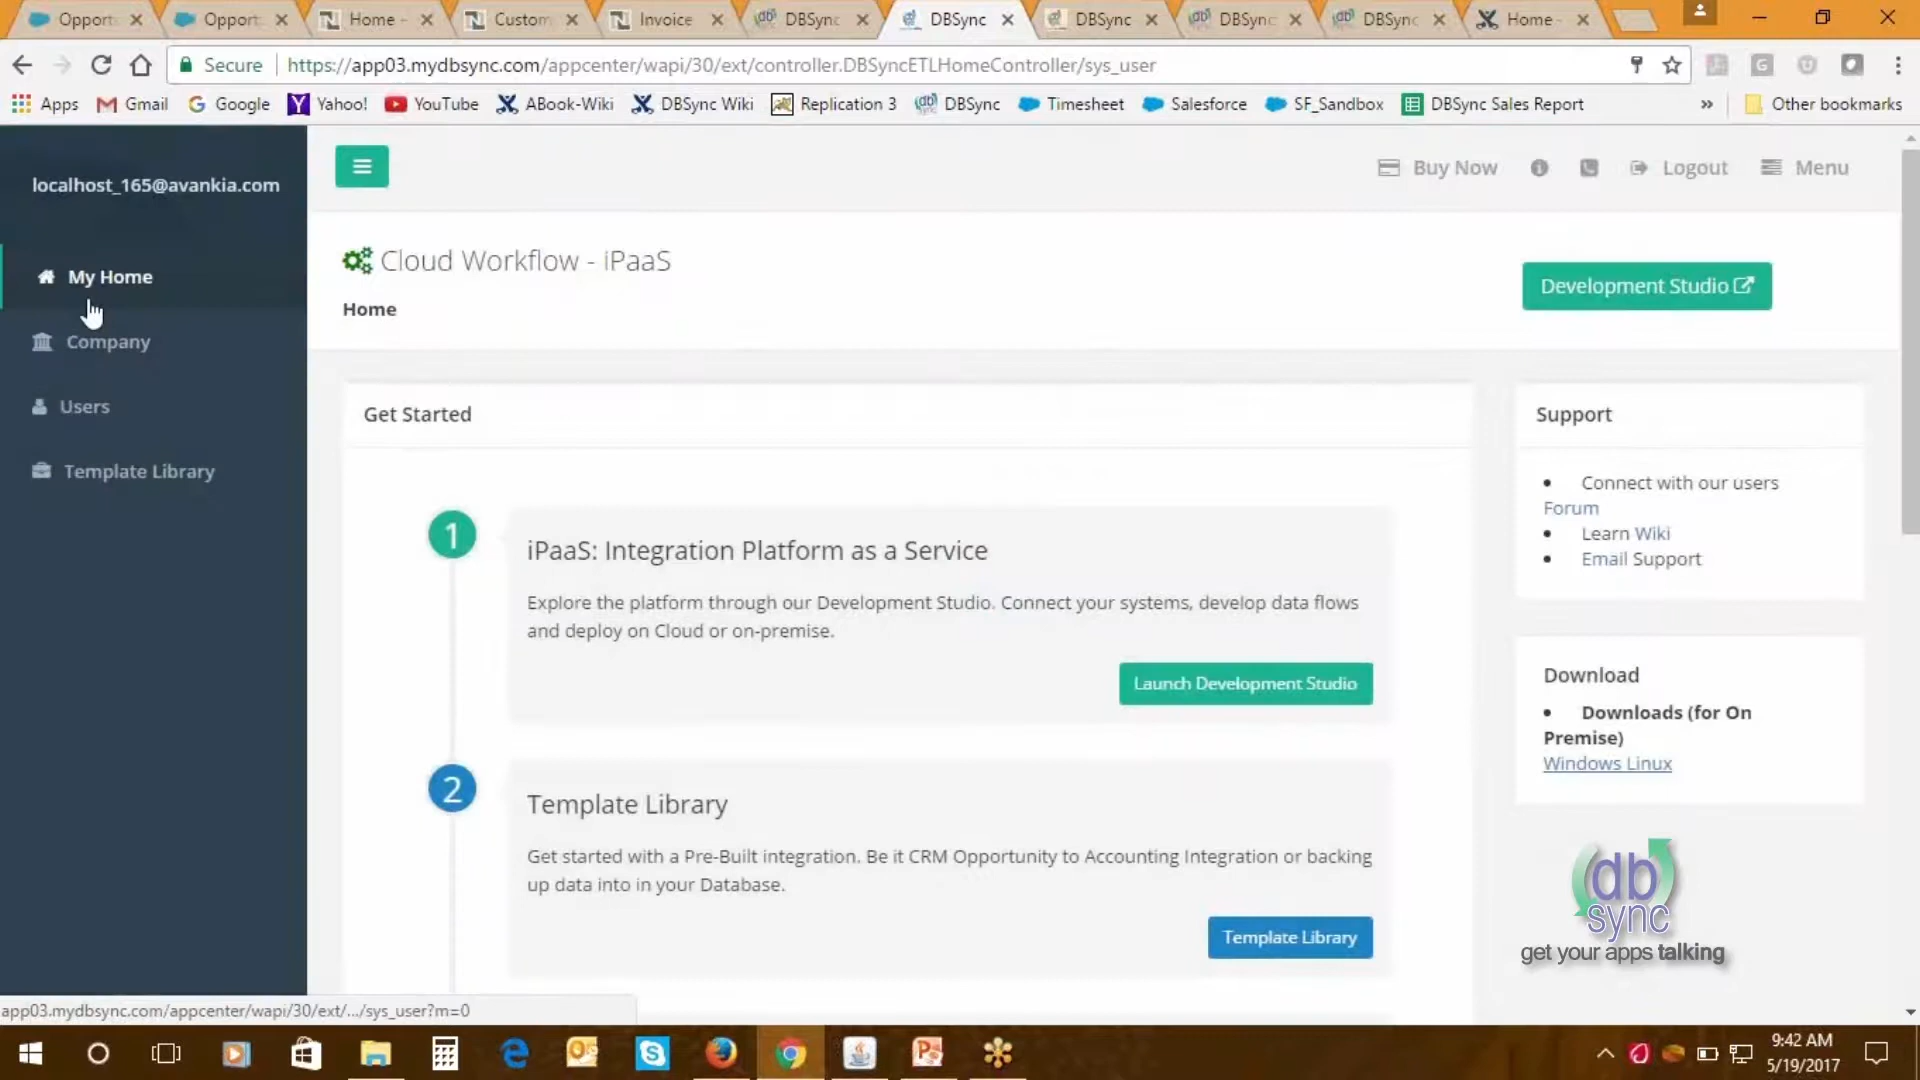 Opport
Opport
Home -
Custom
Invoice
DBSync
DBSync
DBSync
DBSync
DBSync
Home -
Secure
https://app03.mydbsync.com/appcenter/wapi/30/ext/controller.DBSyncETLHomeController/sys_user
Apps
Gmail
Google
Yahoo!
YouTube
ABook-Wiki
DBSync Wiki
Replication 3
DBSync
Timesheet
Salesforce
SF_Sandbox
DBSync Sales Report
»
Other bookmarks
localhost_165@avankia.com
My Home
Company
Users
Template Library
Buy Now
Logout
Menu
Cloud Workflow - iPaaS
Home
Development Studio
Get Started
1
iPaaS: Integration Platform as a Service
Explore the platform through our Development Studio. Connect your systems, develop data flows
and deploy on Cloud or on-premise.
Launch Development Studio
2
Template Library
Get started with a Pre-Built integration. Be it CRM Opportunity to Accounting Integration or backing
up data into in your Database.
Template Library
Support
• Connect with our users
Forum
• Learn Wiki
• Email Support
Download
• Downloads (for On
Premise)
Windows Linux
db
sync
get your apps talking
app03.mydbsync.com/appcenter/wapi/30/ext/.../sys_user?m=0
9:42 AM
5/19/2017